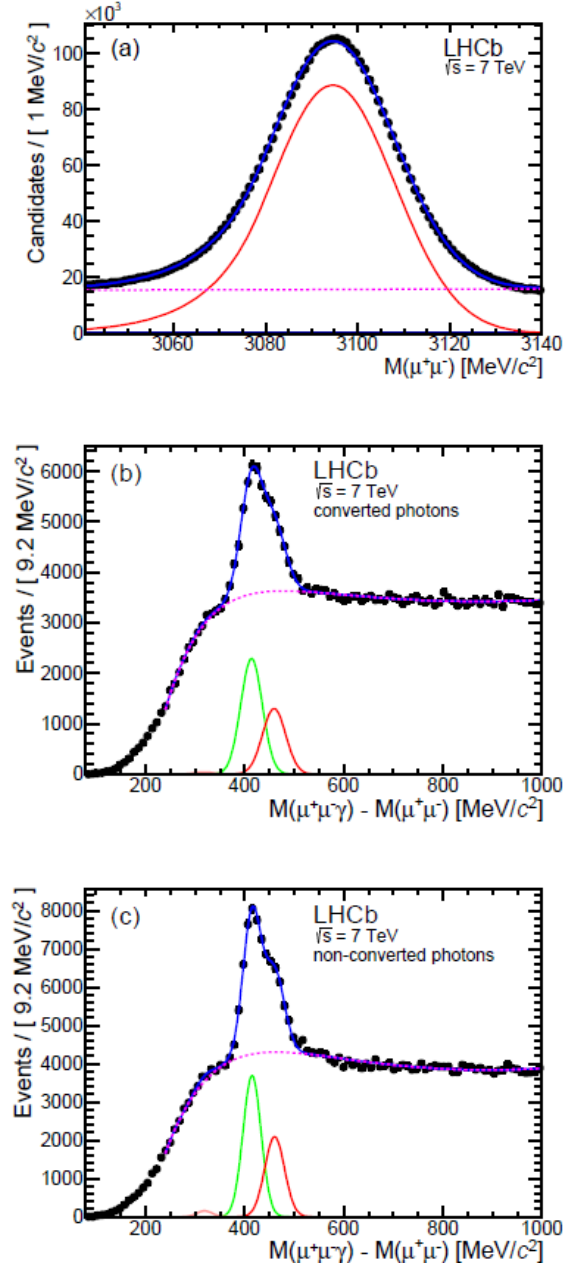 ×10³
(a)
LHCb
√s = 7 TeV
Candidates / [ 1 MeV/c²]
100
80
60
40
20
0
3060 3080 3100 3120 3140
M(μ⁺μ⁻) [MeV/c²]
(b)
LHCb
√s = 7 TeV
converted photons
Events / [ 9.2 MeV/c² ]
6000
5000
4000
3000
2000
1000
0
200 400 600 800 1000
M(μ⁺μ⁻γ) - M(μ⁺μ⁻) [MeV/c²]
(c)
LHCb
√s = 7 TeV
non-converted photons
Events / [ 9.2 MeV/c² ]
8000
7000
6000
5000
4000
3000
2000
1000
0
200 400 600 800 1000
M(μ⁺μ⁻γ) - M(μ⁺μ⁻) [MeV/c²]